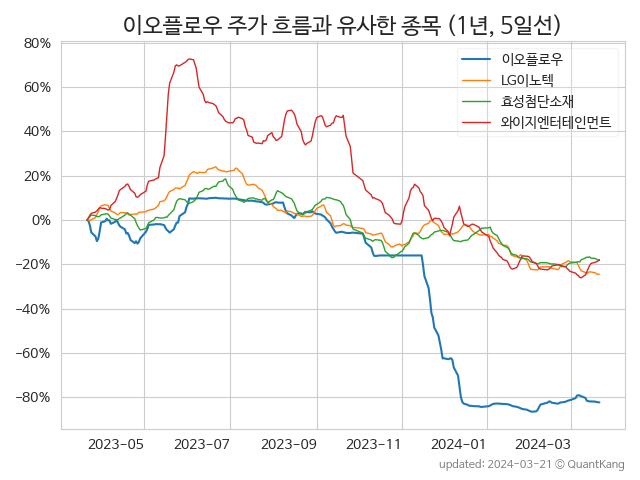 이오플로우 주가 흐름과 유사한 종목 (1년, 5일선)
80%
60%
40%
20%
0%
−20%
−40%
−60%
−80%
이오플로우
LG이노텍
효성첨단소재
와이지엔터테인먼트
2023-05 2023-07 2023-09 2023-11 2024-01 2024-03
updated: 2024-03-21 © QuantKang